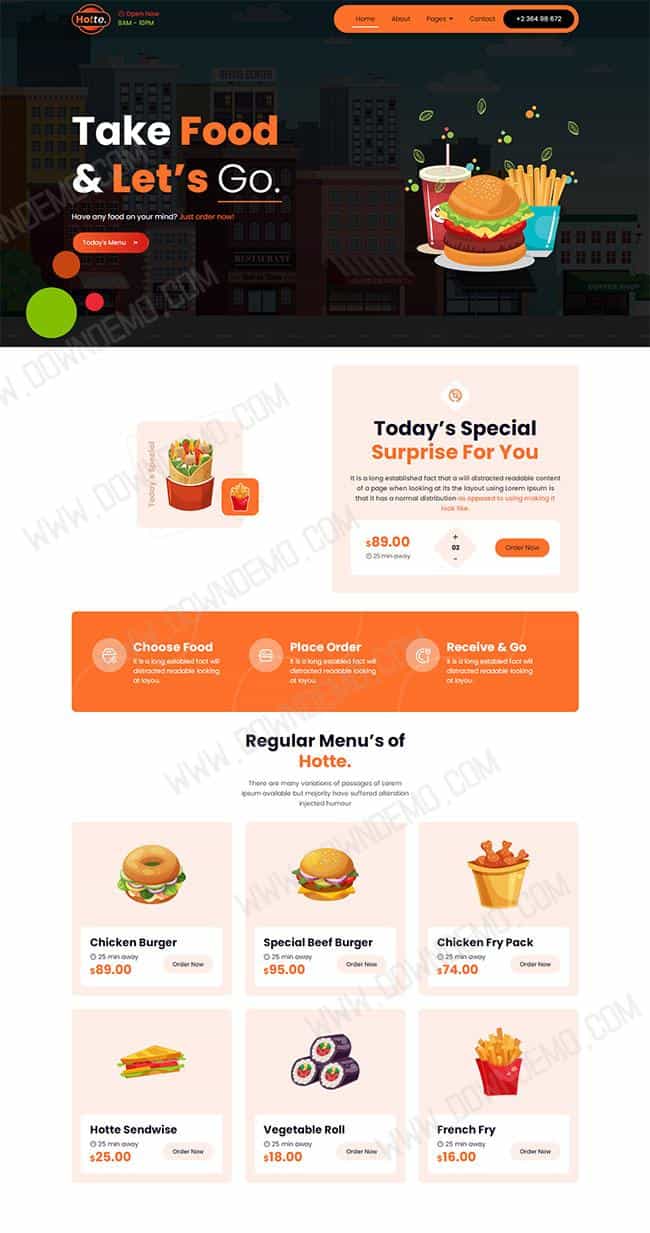 Hotte.
Open Now
8AM - 10PM
Home
About
Pages
Contact
+2 364 98 672
HOTEL CENTER
Take Food
& Let's Go.
Have any food on your mind? Just order now!
Today's Menu
RESTAURANT
COFFEE SHOP
WWW.DOWNDEMO.COM
Today's Spezial
Today's Special
Surprise For You
It is a long established fact that a will distracted readable content
of a page when looking at its the layout using Lorem Ipsum is
that it has a normal distribution as opposed to using making it
look like.
$89.00
25 min away
+
02
-
Order Now
Choose Food
It is a long establed fact will
distracted readable looking
at layou.
Place Order
It is a long establed fact will
distracted readable looking
at layou.
Receive & Go
It is a long establed fact will
distracted readable looking
at layou.
Regular Menu's of
Hotte.
There are many variations of passages of Lorem
Ipsum available but majority have suffered alteration
injected humour
Chicken Burger
25 min away
$89.00
Order Now
Special Beef Burger
25 min away
$95.00
Order Now
Chicken Fry Pack
25 min away
$74.00
Order Now
Hotte Sendwise
25 min away
$25.00
Order Now
Vegetable Roll
25 min away
$18.00
Order Now
French Fry
25 min away
$16.00
Order Now